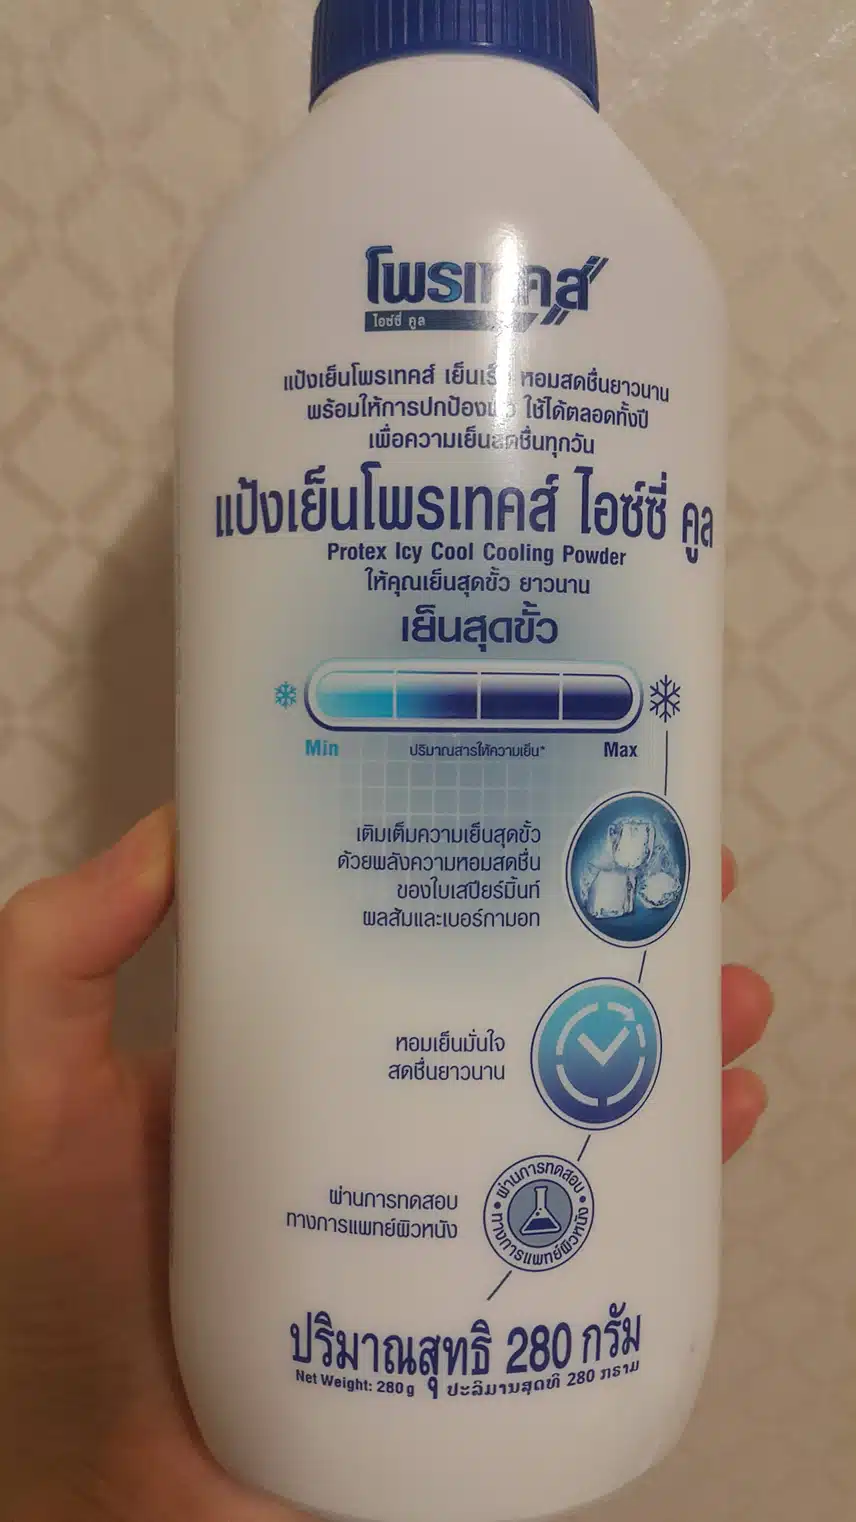 โพรเทคส์
ไอซ์ซี่ คูล
แป้งเย็นโพรเทคส์ เย็นเร็ว หอมสดชื่นยาวนาน
พร้อมให้การปกป้องผิว ใช้ได้ตลอดทั้งปี
เพื่อความเย็นสดชื่นทุกวัน
แป้งเย็นโพรเทคส์ ไอซ์ซี่ คูล
Protex Icy Cool Cooling Powder
ให้คุณเย็นสุดขั้ว ยาวนาน
เย็นสุดขั้ว
Min ปริมาณสารให้ความเย็น* Max
เติมเต็มความเย็นสุดขั้ว
ด้วยพลังความหอมสดชื่น
ของใบเสปียร์มิ้นท์
ผลส้มและเบอร์กามอท
หอมเย็นมั่นใจ
สดชื่นยาวนาน
ผ่านการทดสอบ
ทางการแพทย์ผิวหนัง
• ผ่านการทดสอบ •
ทางการแพทย์ผิวหนัง
ปริมาณสุทธิ 280 กรัม
Net Weight: 280 g ປະລິມານສຸດທິ 280 ກຣາມ